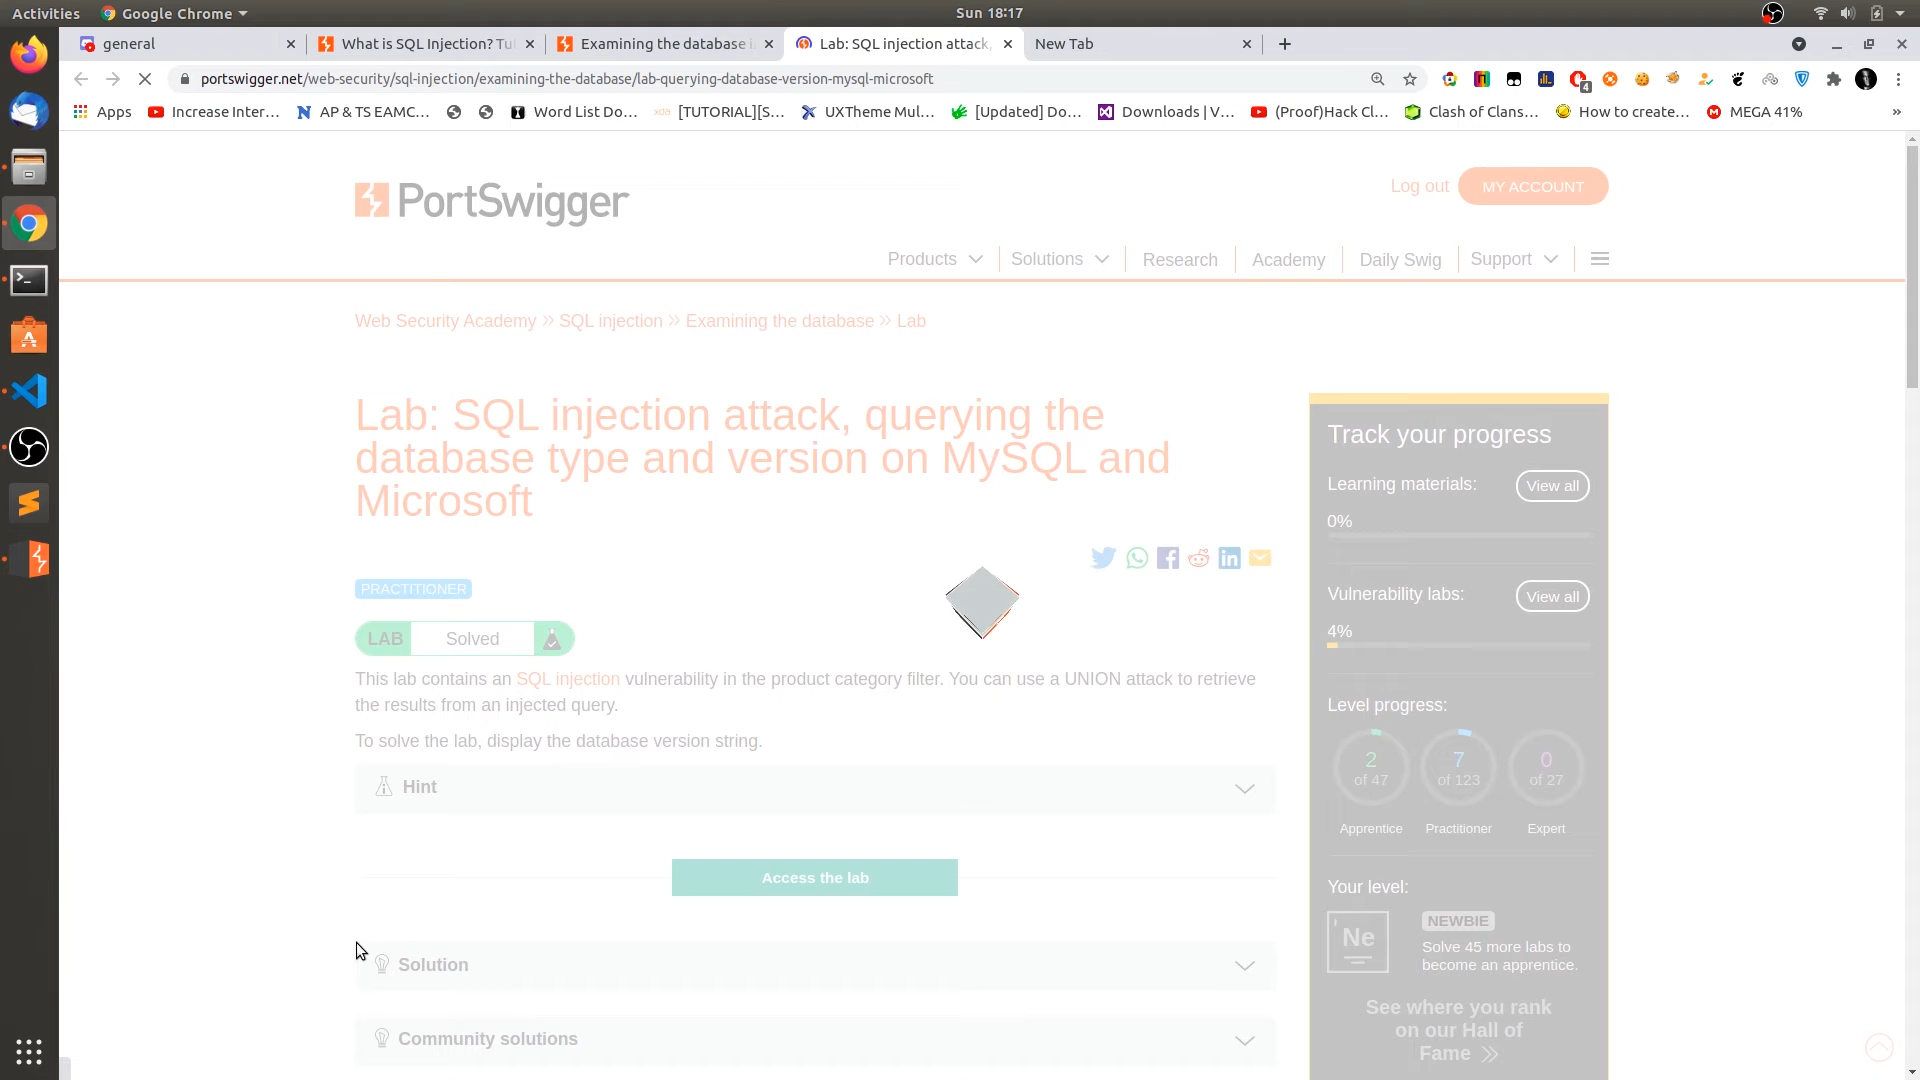 Activities Google Chrome Sun 18:17
general What is SQL Injection? Tu Examining the database i Lab: SQL injection attack, New Tab
portswigger.net/web-security/sql-injection/examining-the-database/lab-querying-database-version-mysql-microsoft 4
Apps Increase Inter... AP & TS EAMC... Word List Do... XDA [TUTORIAL][S... UXTheme Mul... [Updated] Do... Downloads | V... (Proof)Hack Cl... Clash of Clans... How to create... MEGA 41% »
PortSwigger
Log out MY ACCOUNT
Products Solutions Research Academy Daily Swig Support
Web Security Academy » SQL injection » Examining the database » Lab
Lab: SQL injection attack, querying the
database type and version on MySQL and
Microsoft
PRACTITIONER
LAB Solved
This lab contains an SQL injection vulnerability in the product category filter. You can use a UNION attack to retrieve
the results from an injected query.
To solve the lab, display the database version string.
Hint
Access the lab
Solution
Community solutions
Track your progress
Learning materials: View all
0%
Vulnerability labs: View all
4%
Level progress:
2 7 0
of 47 of 123 of 27
Apprentice Practitioner Expert
Your level:
Ne
NEWBIE
Solve 45 more labs to
become an apprentice.
See where you rank
on our Hall of
Fame »